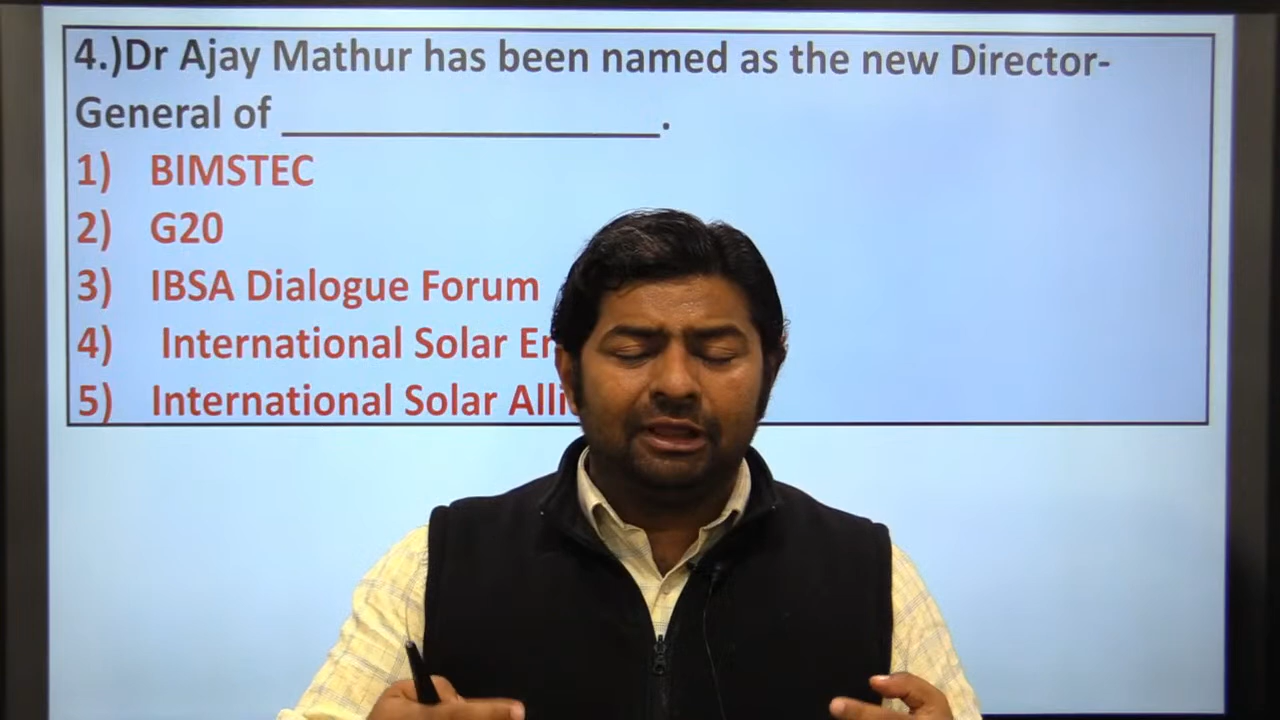 4.)Dr Ajay Mathur has been named as the new Director-
General of ____________________.
1) BIMSTEC
2) G20
3) IBSA Dialogue Forum
4) International Solar
5) International Solar